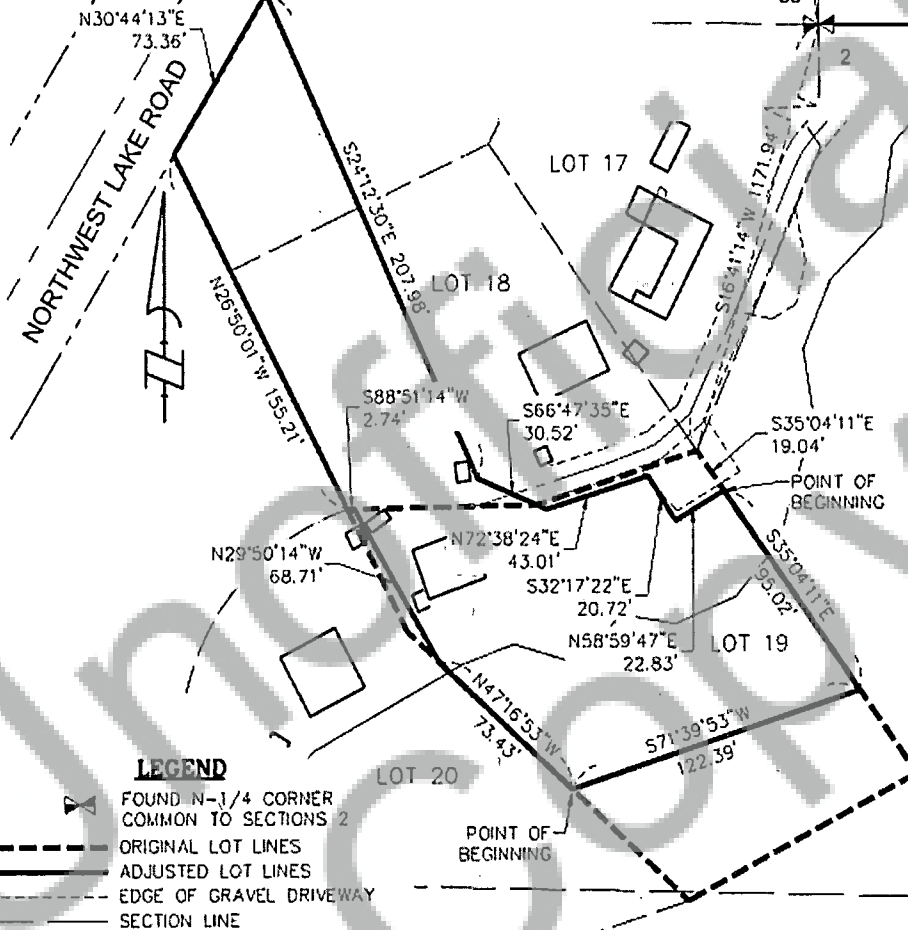 N30°44'13"E
73.36'
2
NORTHWEST LAKE ROAD
S24°12'30"E 207.98'
LOT 17
S16°41'14"W 1171.94'
LOT 18
N26°50'01"W 155.21'
S88°51'14"W
2.74'
S66°47'35"E
30.52'
S35°04'11"E
19.04'
POINT OF
BEGINNING
N72°38'24"E
43.01'
N29°50'14"W
68.71'
S32°17'22"E
20.72'
S35°04'11"E
96.02'
N58°59'47"E
22.83'
LOT 19
N47°16'53"W
73.43'
S71°39'53"W
122.39'
LOT 20
POINT OF
BEGINNING
LEGEND
FOUND N-1/4 CORNER
COMMON TO SECTIONS 2
ORIGINAL LOT LINES
ADJUSTED LOT LINES
EDGE OF GRAVEL DRIVEWAY
SECTION LINE
Unofficial
Copy